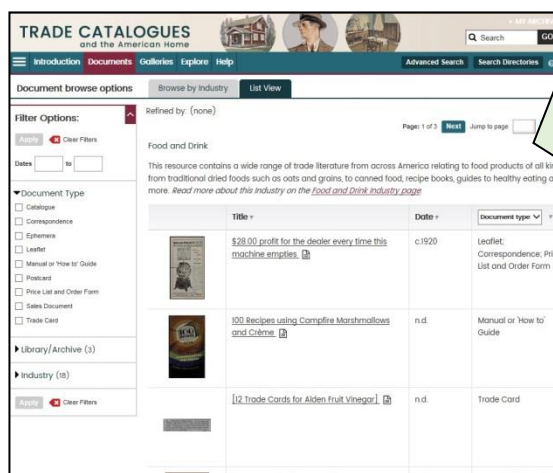 TRADE CATALOGUES
and the American Home
Search
GO
Introduction Documents Galleries Explore Help
Advanced Search Search Directories
Document browse options
Browse by Industry
List View
Filter Options:
Apply Clear Filters
Dates to
Document Type
Catalogue
Correspondence
Ephemera
Leaflet
Manual or 'How to' Guide
Postcard
Price List and Order Form
Sales Document
Trade Card
Library/Archive (3)
Industry (18)
Apply Clear Filters
Refined by: (none)
Page: 1 of 3 Next Jump to page
Food and Drink
This resource contains a wide range of trade literature from across America relating to food products of all
from traditional dried foods such as oats and grains, to canned food, recipe books, guides to healthy eating
more. Read more about this Industry on the Food and Drink Industry page
Title Date Document type
$28.00 profit for the dealer every time this
machine empties
c.1920
Leaflet;
Correspondence;
List and Order Form
100 Recipes using Campfire Marshmallows
and Crème
n.d.
Manual or 'How to'
Guide
[12 Trade Cards for Alden Fruit Vinegar]
n.d.
Trade Card